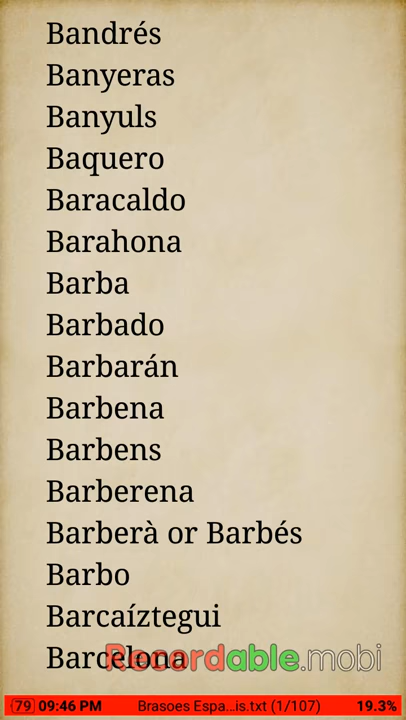 Bandrés
Banyeras
Banyuls
Baquero
Baracaldo
Barahona
Barba
Barbado
Barbarán
Barbena
Barbens
Barberena
Barberà or Barbés
Barbo
Barcaíztegui
Barcelona
Recordable.mobi
79 09:46 PM Brasoes Espa...is.txt (1/107) 19.3%